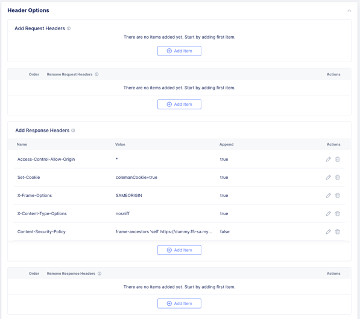 Header Options
Add Request Headers
There are no items added yet. Start by adding first item.
Add Item
Order Remove Request Headers Actions
There are no items added yet. Start by adding first item.
Add Item
Add Response Headers
Name Value Append Actions
Access-Control-Allow-Origin * true
Set-Cookie commanCookie=true true
X-Frame-Options SAMEORIGIN true
X-Content-Type-Options nosniff true
Content-Security-Policy frame-ancestors 'self' false
Add Item
Order Remove Response Headers Actions
There are no items added yet. Start by adding first item.
Add Item